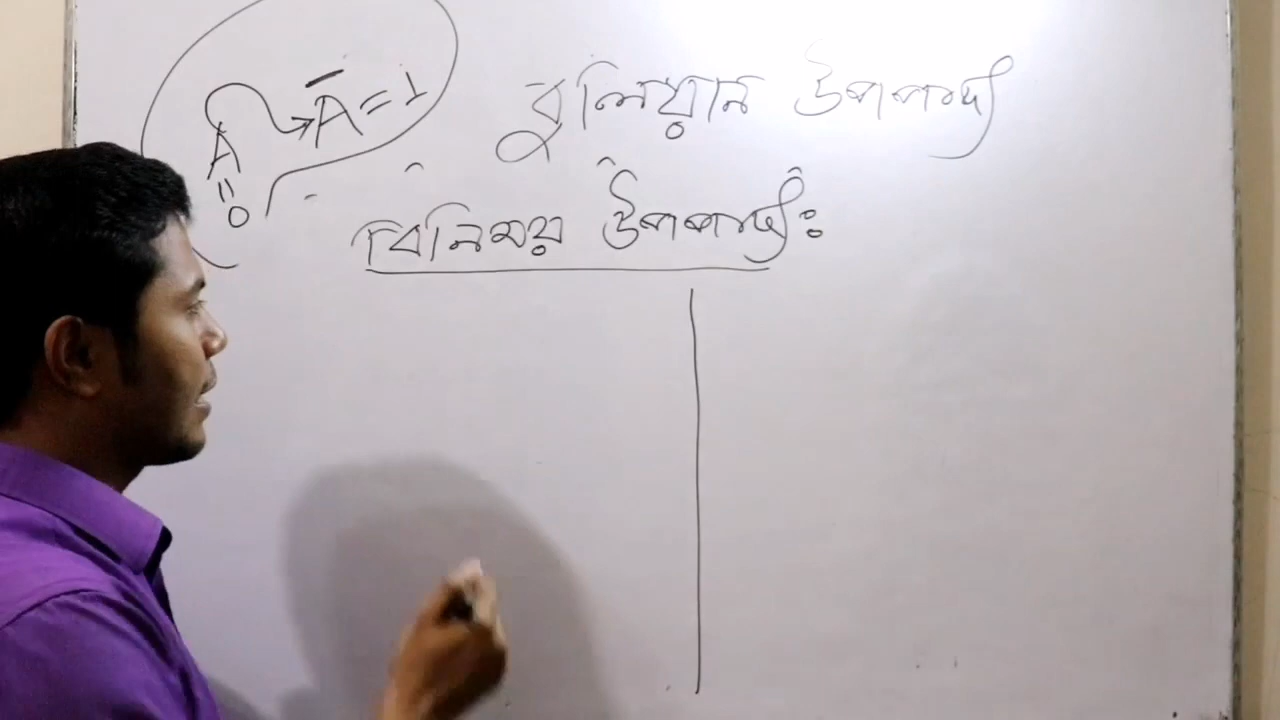 বুলিয়ান উপপাদ্য
A → Ā = 1
"
0
বিনিময় উপপাদ্যঃ